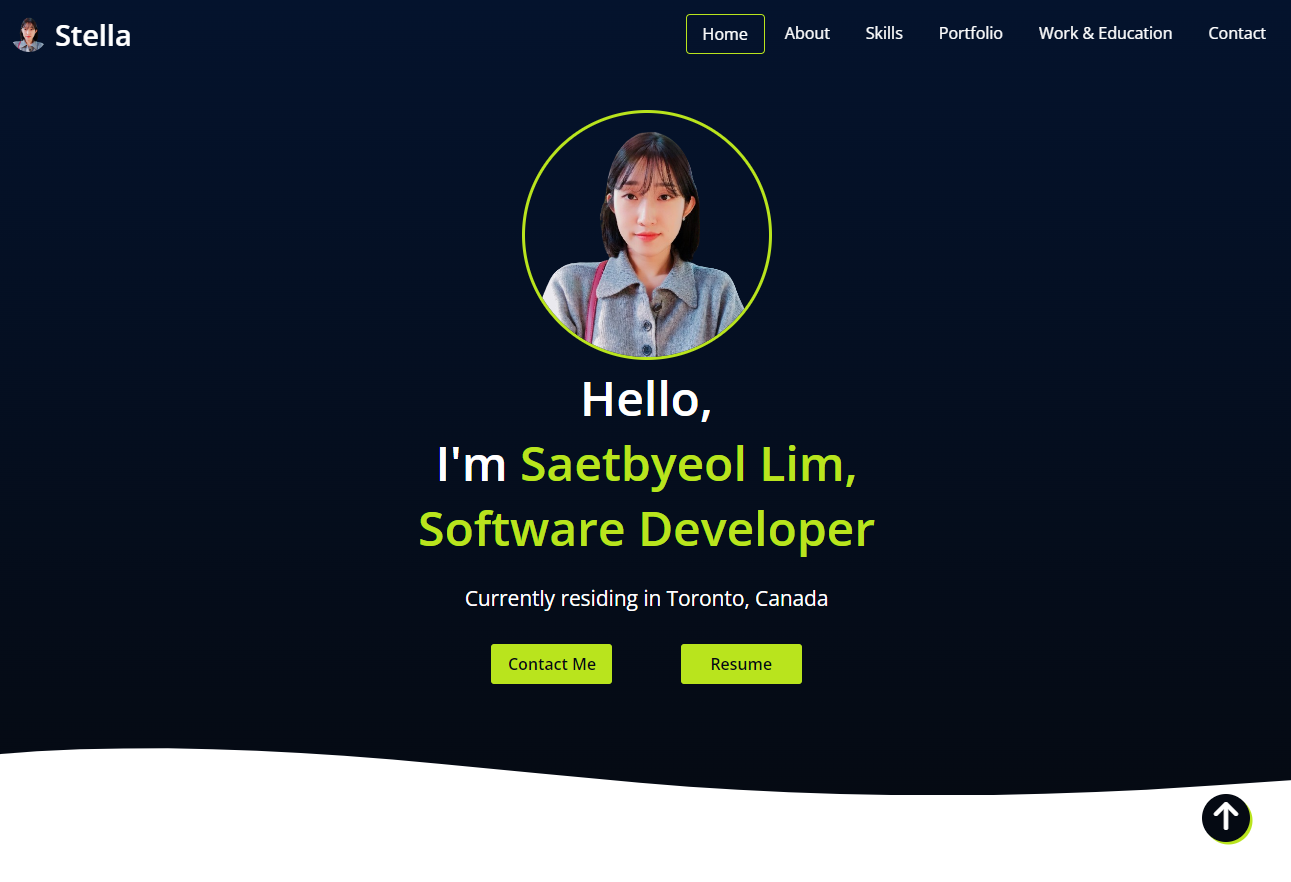 Stella
Home About Skills Portfolio Work & Education Contact
Hello,
I'm Saetbyeol Lim,
Software Developer
Currently residing in Toronto, Canada
Contact Me Resume